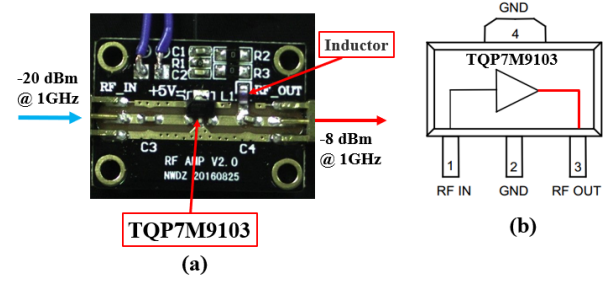 -20 dBm
@ 1GHz
C1
R1
C2
R2
R3
RF_IN
+5V
L1
RF_OUT
C3
C4
RF AMP V2.0
NWDZ 20160825
Inductor
-8 dBm
@ 1GHz
TQP7M9103
(a)
GND
4
TQP7M9103
1
2
3
RF IN
GND
RF OUT
(b)